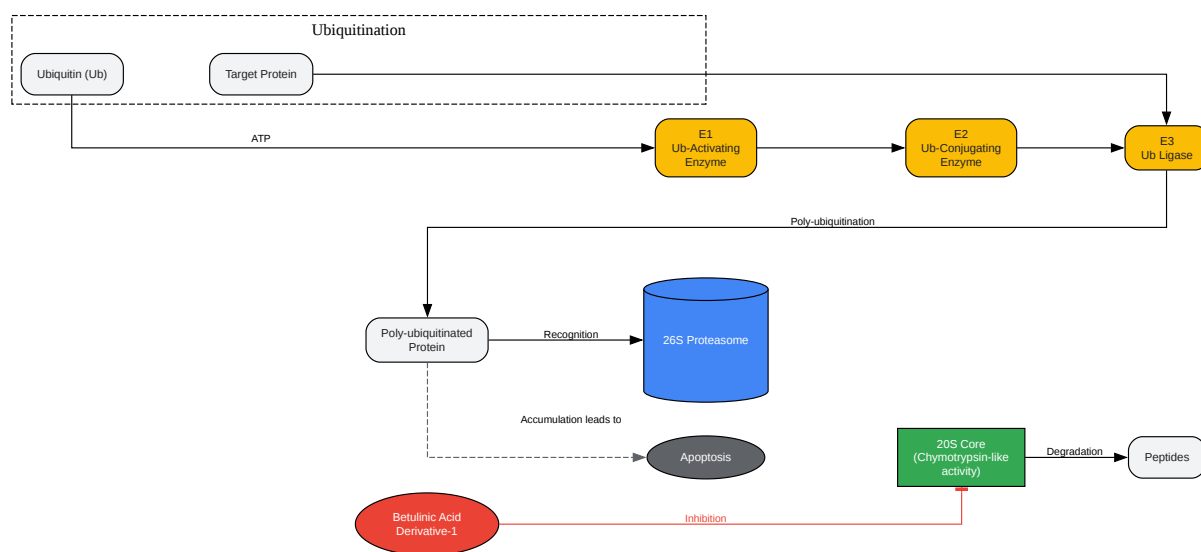 Ubiquitination
Ubiquitin (Ub)
Target Protein
ATP
E1
Ub-Activating
Enzyme
E2
Ub-Conjugating
Enzyme
E3
Ub Ligase
Poly-ubiquitination
Poly-ubiquitinated
Protein
Recognition
26S Proteasome
Accumulation leads to
Apoptosis
20S Core
(Chymotrypsin-like
activity)
Degradation
Peptides
Betulinic Acid
Derivative-1
Inhibition